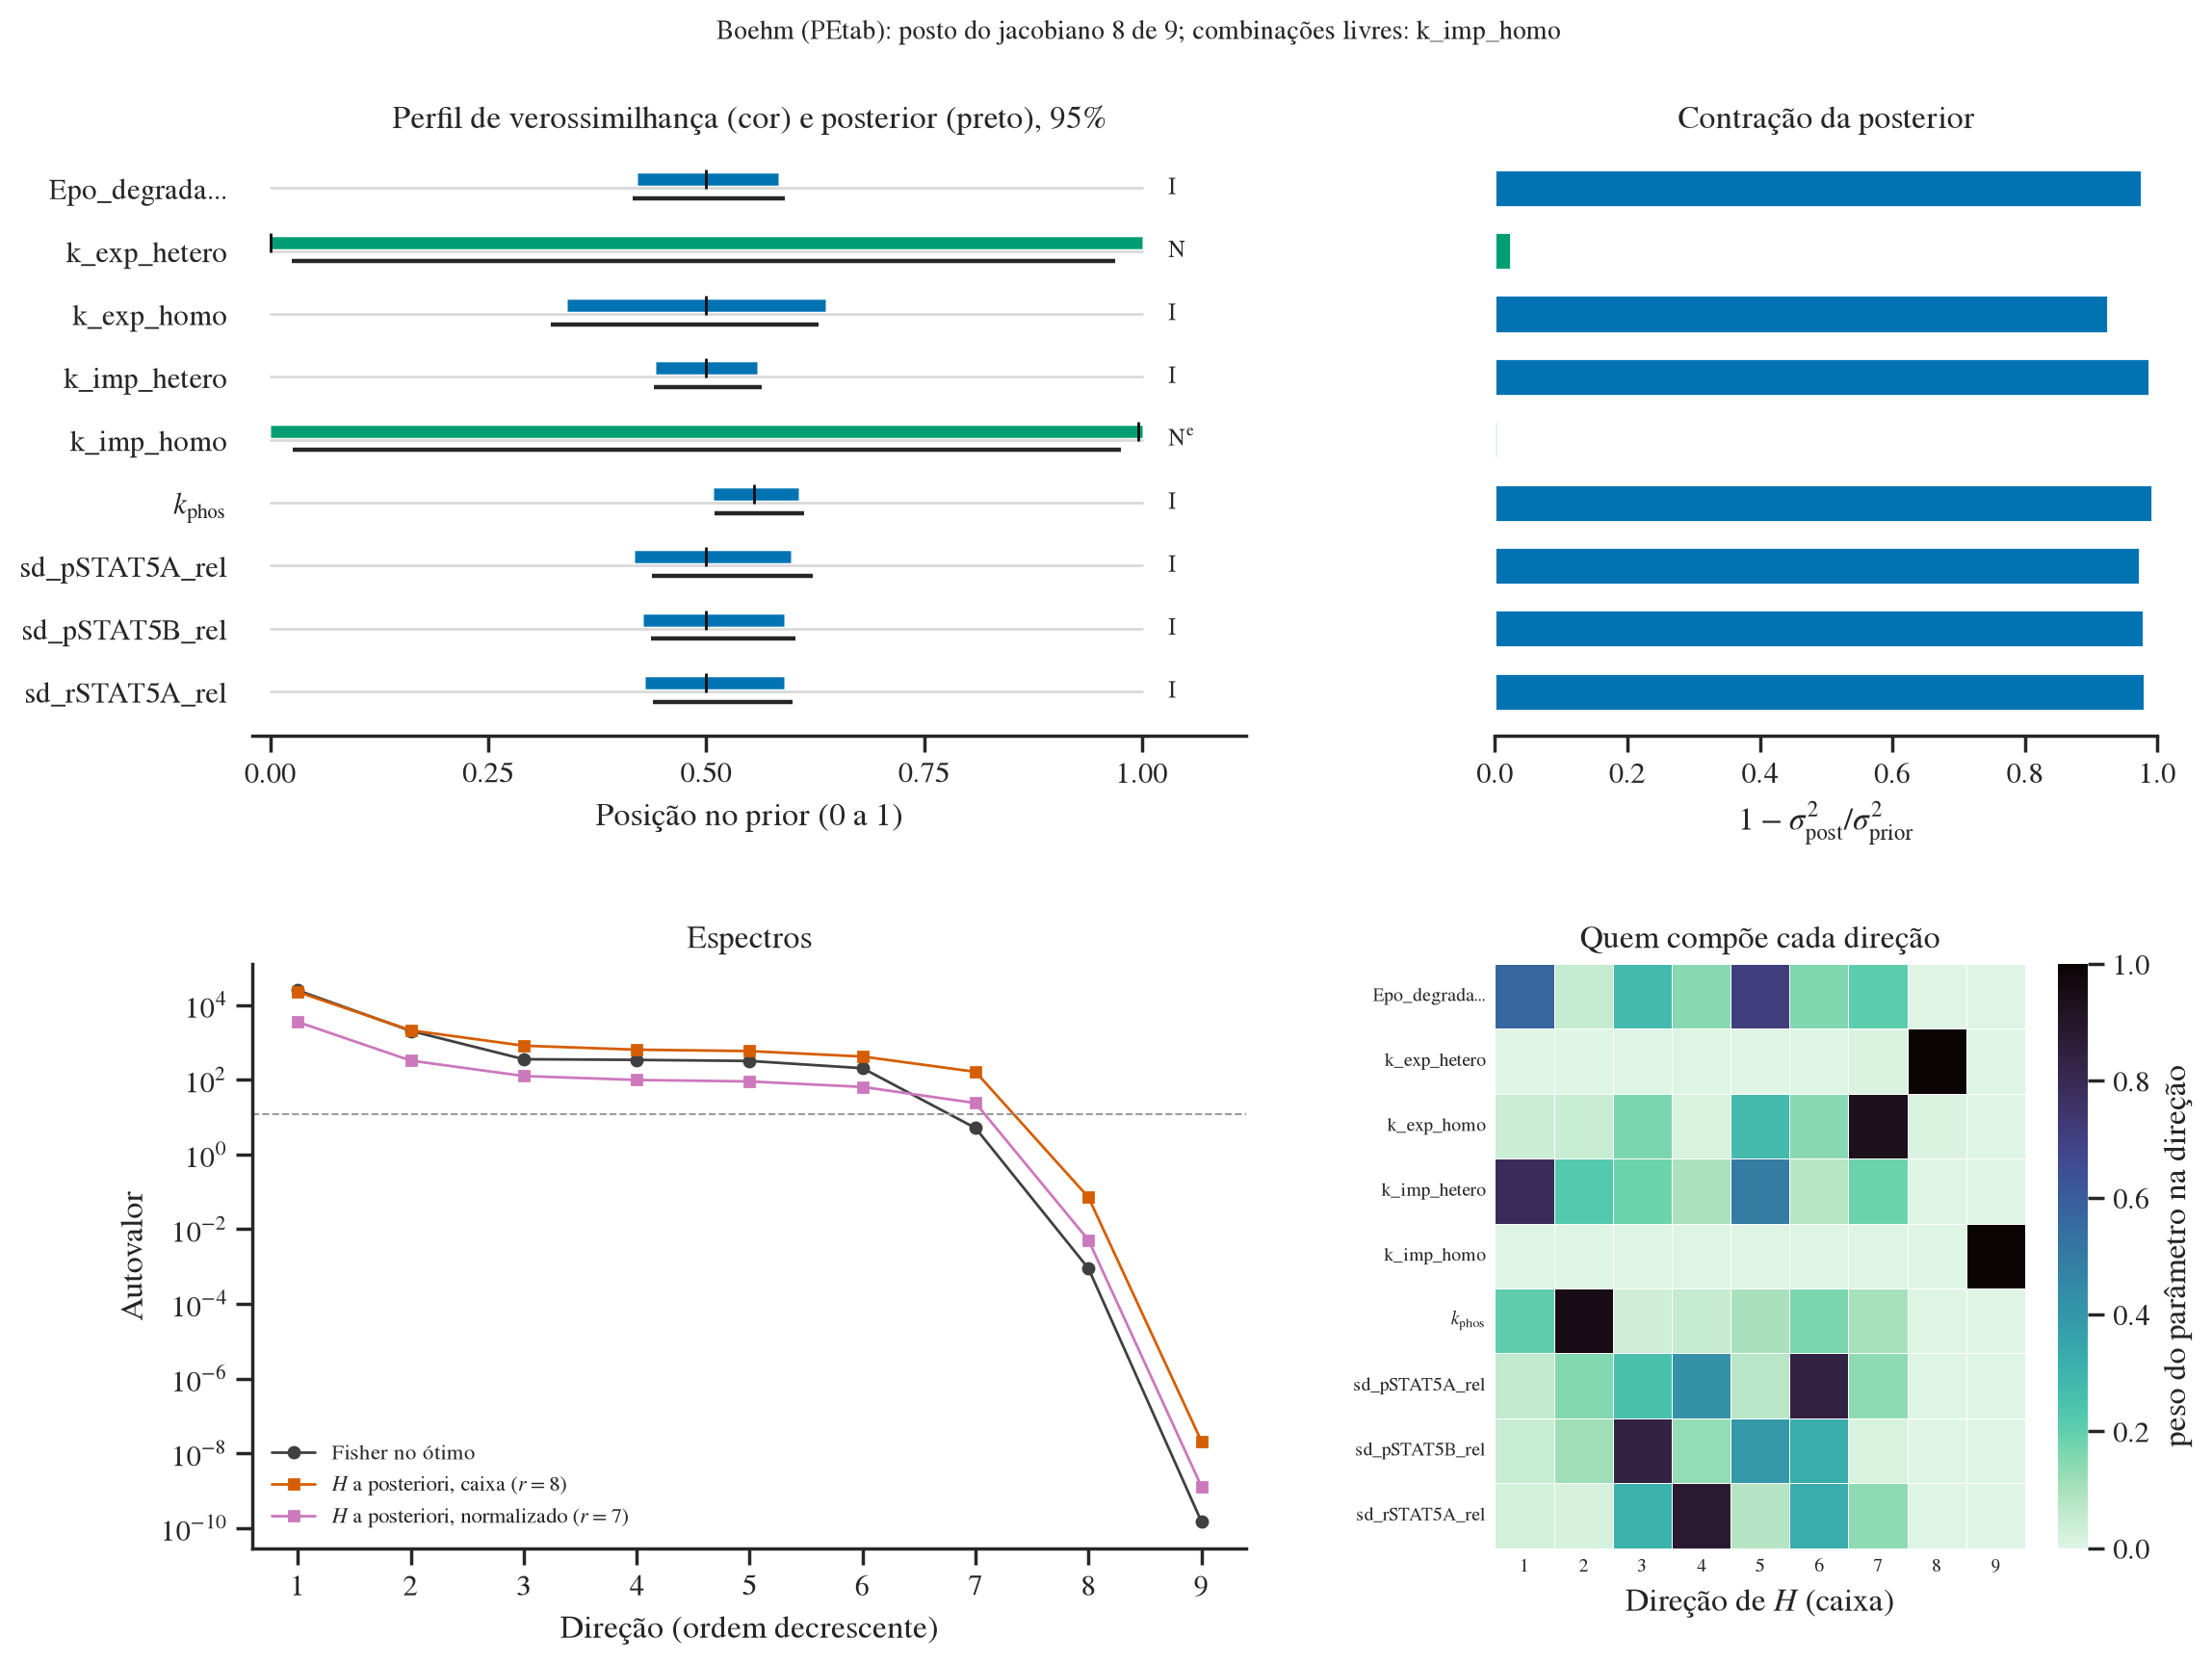 Boehm (PEtab): posto do jacobiano 8 de 9; combinações livres: k_imp_homo
Perfil de verossimilhança (cor) e posterior (preto), 95%
Epo_degrada...
I
k_exp_hetero
N
k_exp_homo
I
k_imp_hetero
I
k_imp_homo
Nᵉ
k_phos
I
sd_pSTAT5A_rel
I
sd_pSTAT5B_rel
I
sd_rSTAT5A_rel
I
0.00 0.25 0.50 0.75 1.00
Posição no prior (0 a 1)
Contração da posterior
0.0 0.2 0.4 0.6 0.8 1.0
1 − σ²_post/σ²_prior
Espectros
Autovalor
10⁴
10²
10⁰
10⁻²
10⁻⁴
10⁻⁶
10⁻⁸
10⁻¹⁰
Fisher no ótimo
H a posteriori, caixa (r = 8)
H a posteriori, normalizado (r = 7)
1 2 3 4 5 6 7 8 9
Direção (ordem decrescente)
Quem compõe cada direção
Epo_degrada...
k_exp_hetero
k_exp_homo
k_imp_hetero
k_imp_homo
k_phos
sd_pSTAT5A_rel
sd_pSTAT5B_rel
sd_rSTAT5A_rel
1 2 3 4 5 6 7 8 9
Direção de H (caixa)
1.0
0.8
0.6
0.4
0.2
0.0
peso do parâmetro na direção